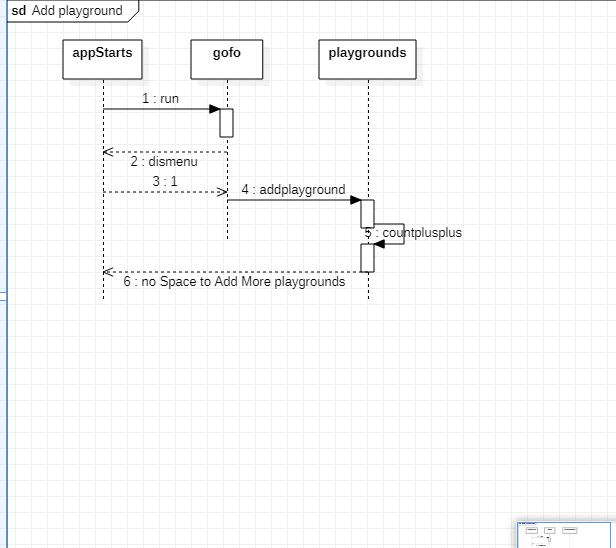 sd Add playground
appStarts
gofo
playgrounds
1 : run
2 : dismenu
3 : 1
4 : addplayground
5 : countplusplus
6 : no Space to Add More playgrounds